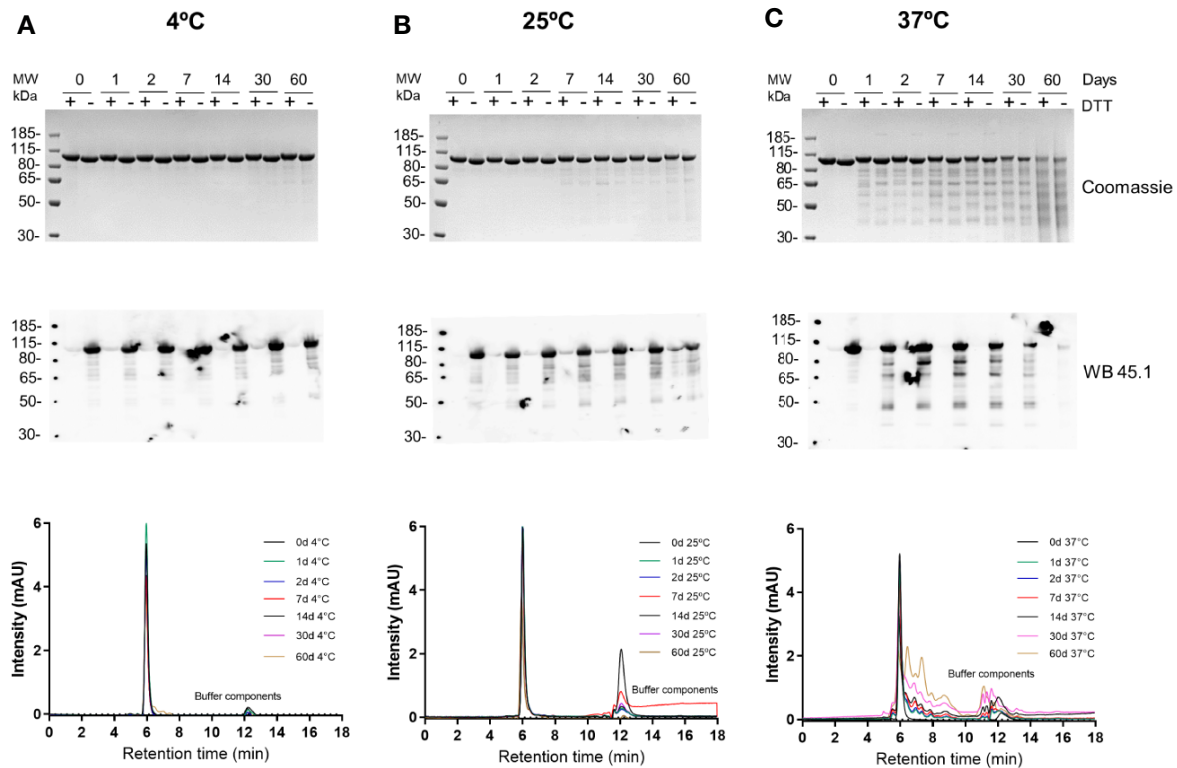 A 4ºC
B 25ºC
C 37ºC
MW kDa 0 1 2 7 14 30 60
+ - + - + - + - + - + - + -
185-
115-
80-
65-
50-
30-
MW kDa 0 1 2 7 14 30 60
+ - + - + - + - + - + - + -
185-
115-
80-
65-
50-
30-
MW kDa 0 1 2 7 14 30 60 Days
+ - + - + - + - + - + - + - DTT
185-
115-
80-
65-
50-
30-
Coomassie
185-
115-
80-
65-
50-
30-
185-
115-
80-
65-
50-
30-
185-
115-
80-
65-
50-
30-
WB 45.1
Intensity (mAU)
6
4
2
0
0d 4°C
1d 4°C
2d 4°C
7d 4°C
14d 4°C
30d 4°C
60d 4°C
Buffer components
0 2 4 6 8 10 12 14 16 18
Retention time (min)
Intensity (mAU)
6
4
2
0
0d 25ºC
1d 25ºC
2d 25ºC
7d 25ºC
14d 25ºC
30d 25ºC
60d 25ºC
Buffer components
0 2 4 6 8 10 12 14 16 18
Retention time (min)
Intensity (mAU)
6
4
2
0
0d 37°C
1d 37°C
2d 37°C
7d 37°C
14d 37°C
30d 37°C
60d 37°C
Buffer components
0 2 4 6 8 10 12 14 16 18
Retention time (min)